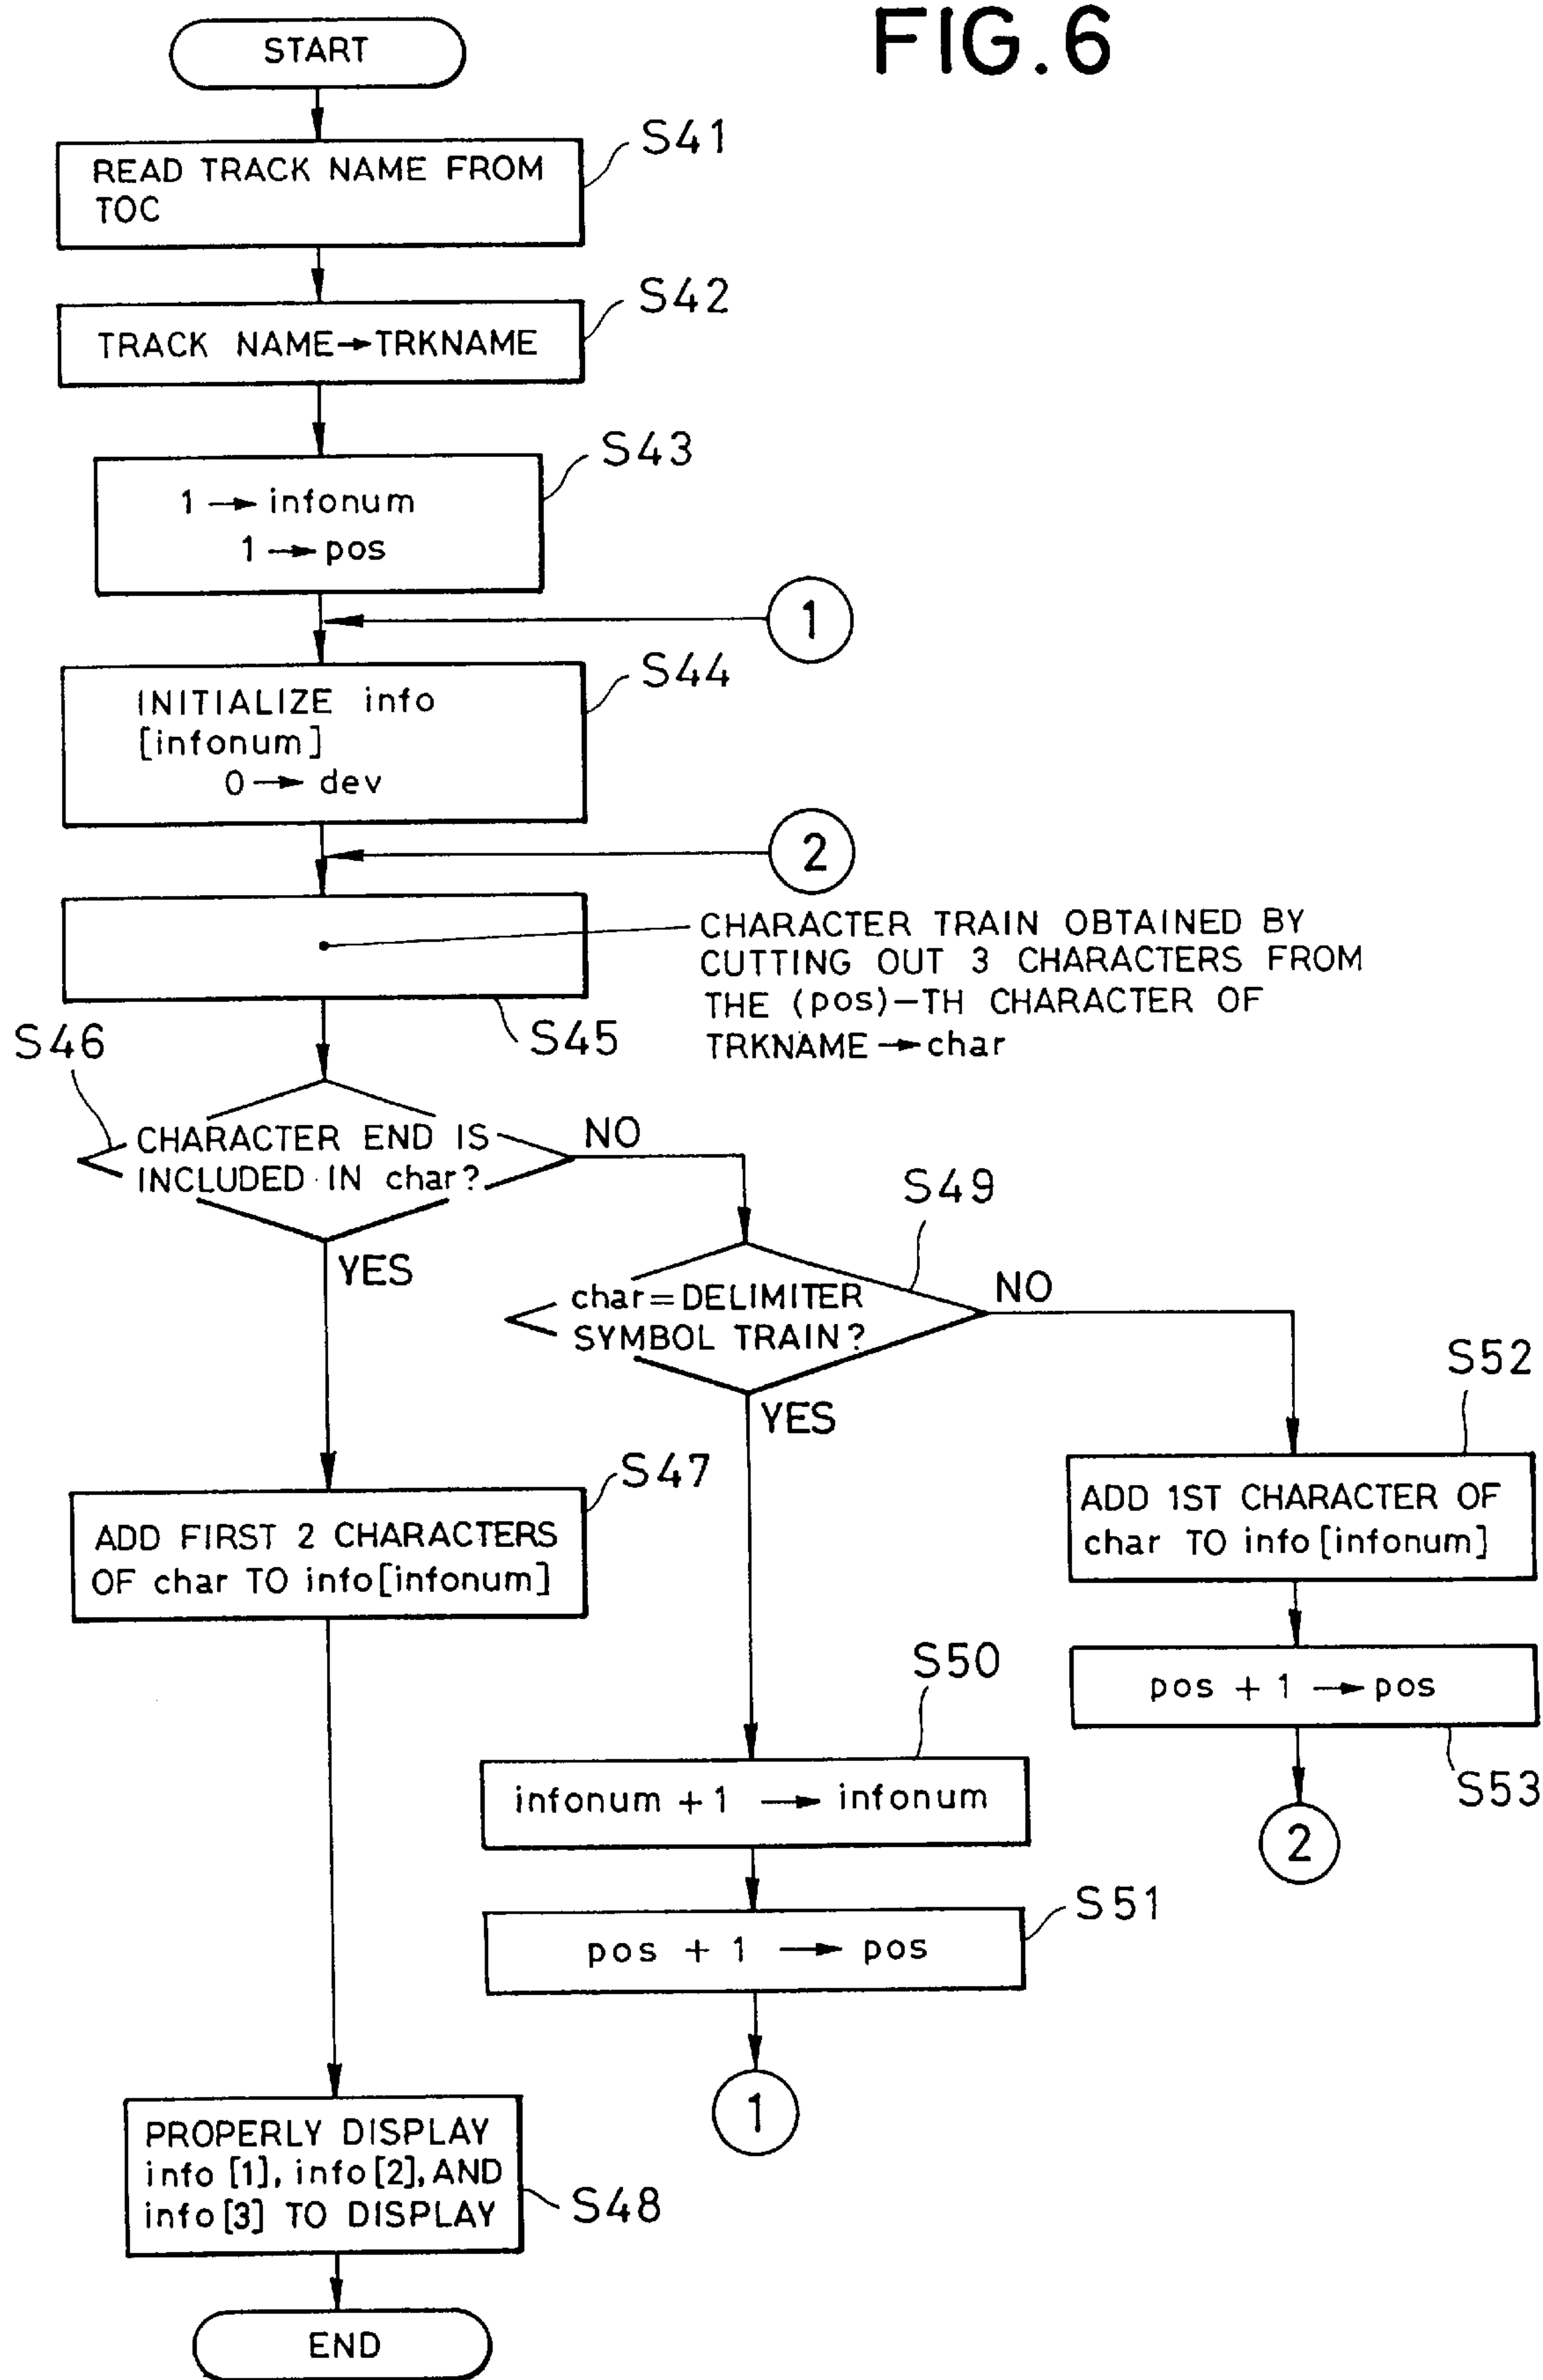 FIG.6
START
S41
READ TRACK NAME FROM
TOC
S42
TRACK NAME→TRKNAME
S43
1 → infonum
1 → pos
1
S44
INITIALIZE info
[infonum]
0 → dev
2
CHARACTER TRAIN OBTAINED BY
CUTTING OUT 3 CHARACTERS FROM
THE (pos)-TH CHARACTER OF
TRKNAME → char
S45
S46
CHARACTER END IS
INCLUDED IN char?
NO
YES
S49
char=DELIMITER
SYMBOL TRAIN?
NO
YES
S52
ADD 1ST CHARACTER OF
char TO info[infonum]
S47
ADD FIRST 2 CHARACTERS
OF char TO info[infonum]
pos + 1 → pos
S53
2
S50
infonum + 1 → infonum
S51
pos + 1 → pos
1
PROPERLY DISPLAY
info [1], info[2], AND
info[3] TO DISPLAY
S48
END